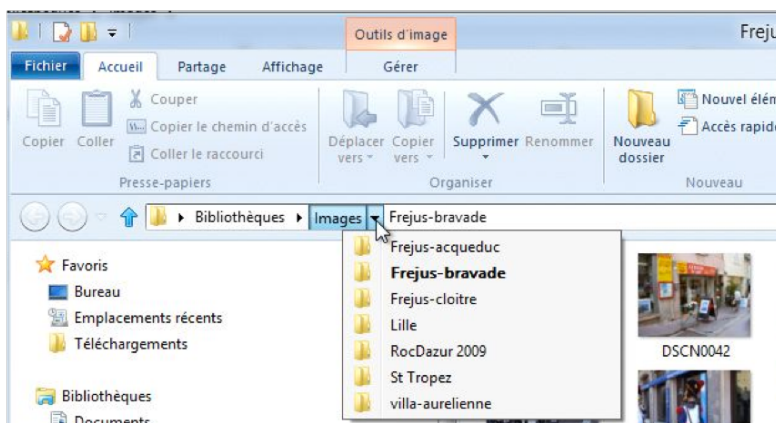 Outils d'image
Freju
Fichier Accueil Partage Affichage Gérer
Copier
Coller
Couper
Copier le chemin d'accès
Coller le raccourci
Presse-papiers
Déplacer vers
Copier vers
Supprimer
Renommer
Organiser
Nouveau dossier
Nouvel élém
Accès rapide
Nouveau
Bibliothèques Images Frejus-bravade
Frejus-acqueduc
Frejus-bravade
Frejus-cloitre
Lille
RocDazur 2009
St Tropez
villa-aurelienne
Favoris
Bureau
Emplacements récents
Téléchargements
Bibliothèques
Documents
DSCN0042